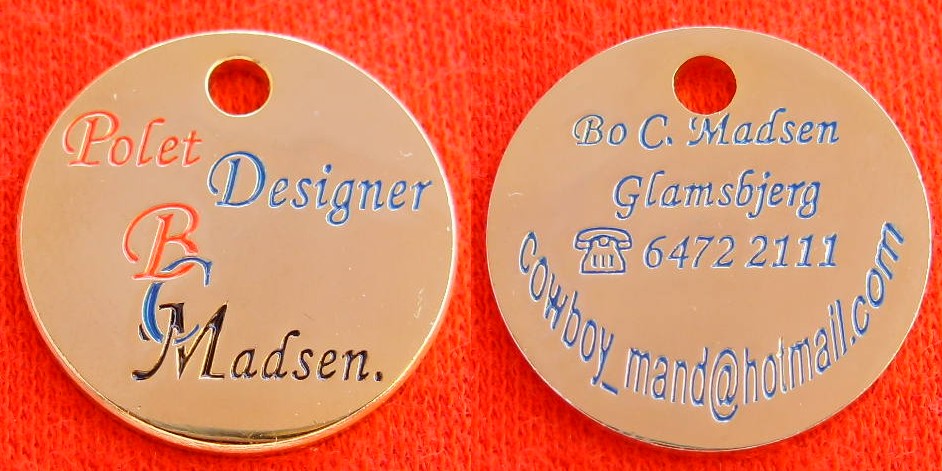 Polet
Designer
B
C
Madsen.
Bo C. Madsen
Glamsbjerg
☎ 6472 2111
cowboy_mand@hotmail.com